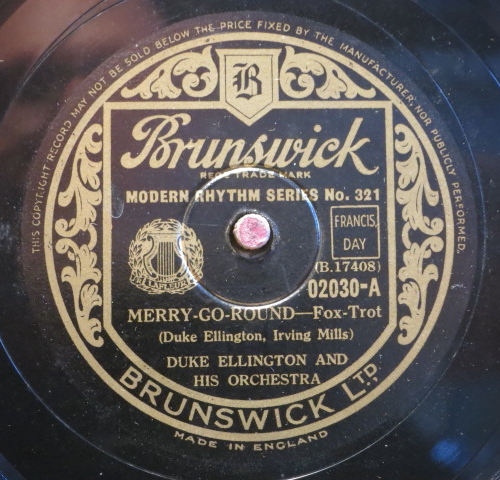 THIS COPYRIGHT RECORD MAY NOT BE SOLD BELOW THE PRICE FIXED BY THE MANUFACTURER, NOR PUBLICLY PERFORMED.
B
Brunswick
REGD TRADE MARK
MODERN RHYTHM SERIES No. 321
FRANCIS,
DAY
LAFLEUR
(B.17408)
02030-A
MERRY-GO-ROUND—Fox-Trot
(Duke Ellington, Irving Mills)
DUKE ELLINGTON AND
HIS ORCHESTRA
BRUNSWICK LTD.
MADE IN ENGLAND